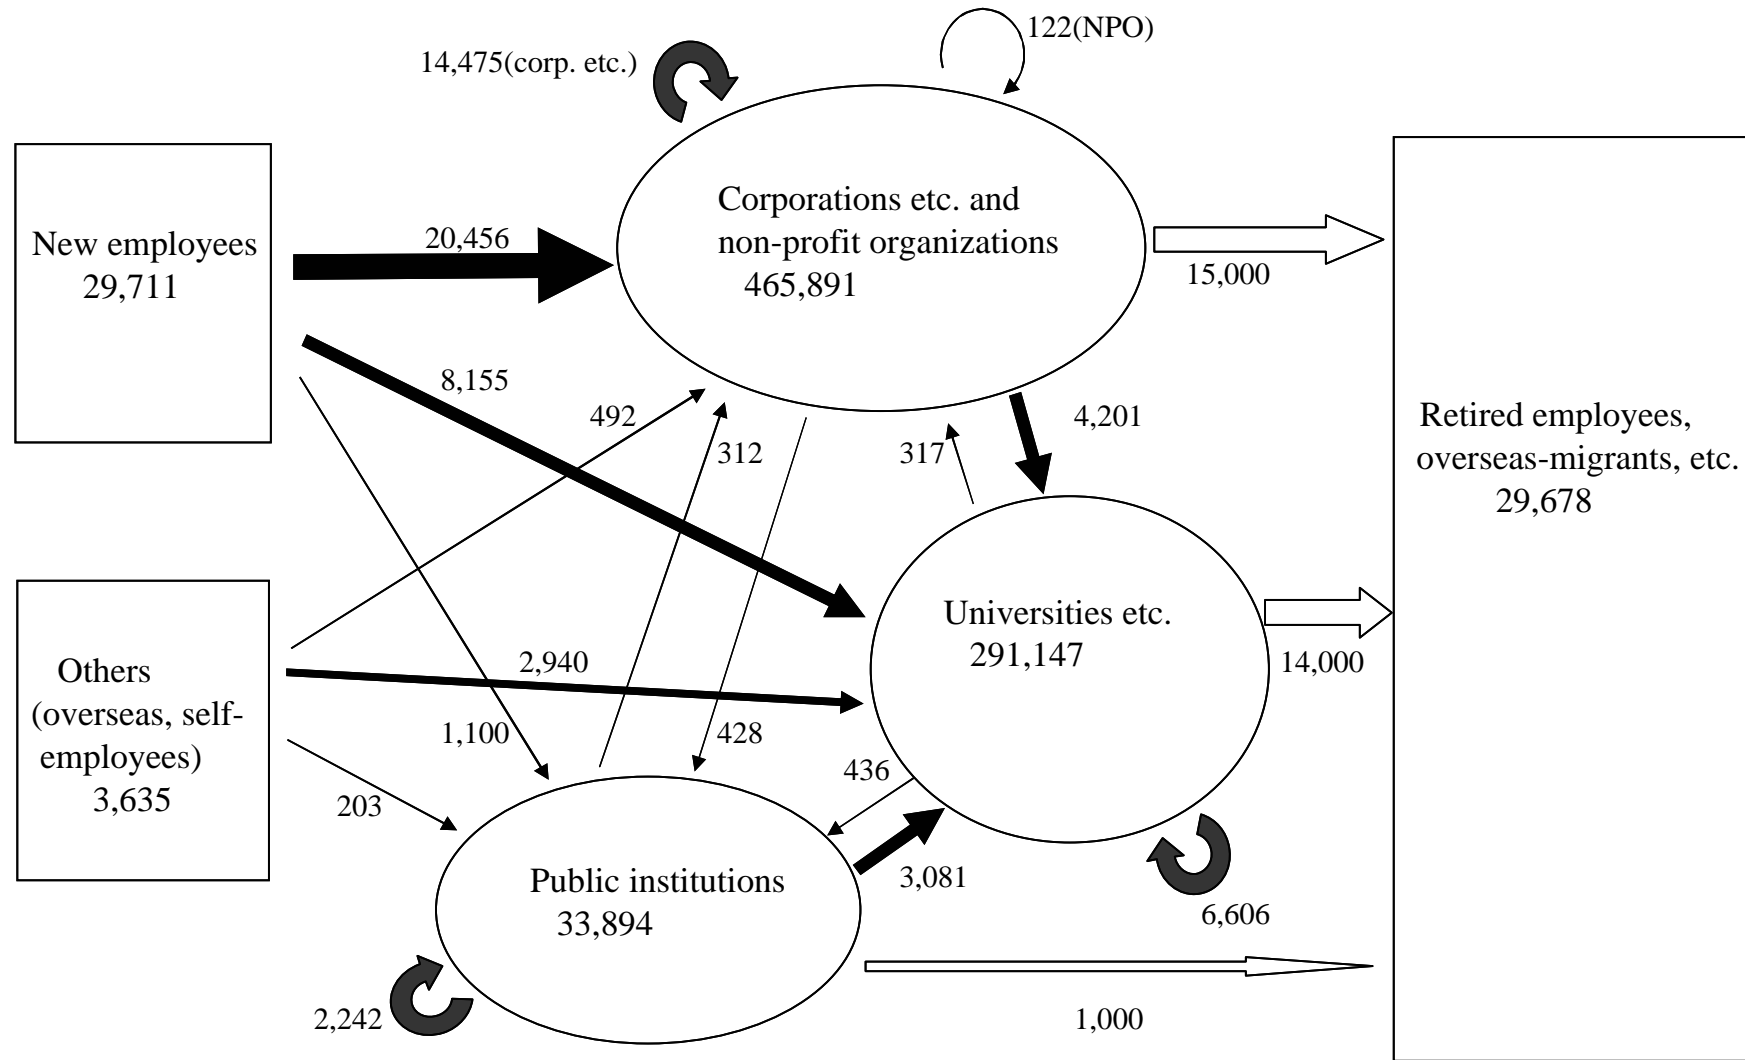 122(NPO)
14,475(corp. etc.)
Corporations etc. and
non-profit organizations
465,891
New employees
29,711
20,456
15,000
8,155
492
312
317
4,201
Retired employees,
overseas-migrants, etc.
29,678
Universities etc.
291,147
14,000
Others
(overseas, self-
employees)
3,635
2,940
1,100
428
436
203
Public institutions
33,894
3,081
6,606
2,242
1,000